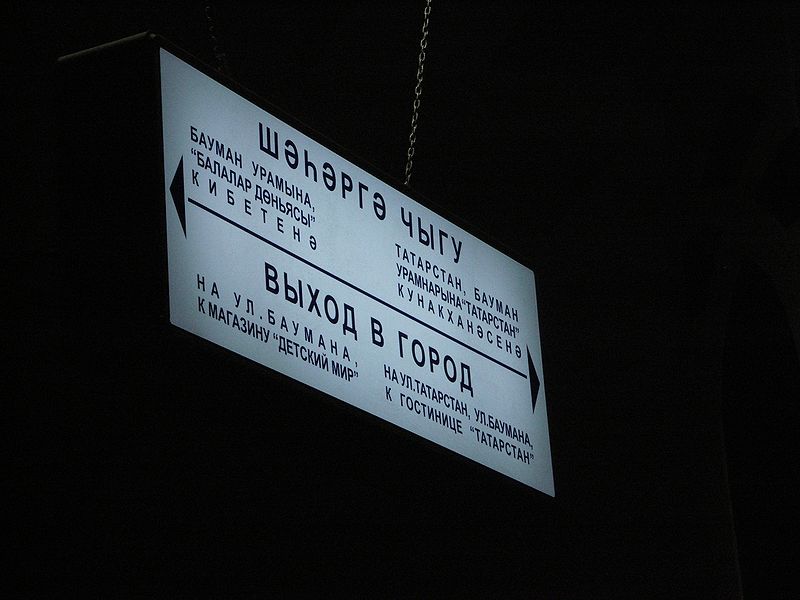 ШӘҺӘРГӘ ЧЫГУ
БАУМАН УРАМЫНА,
“БАЛАЛАР ДӨНЬЯСЫ”
КИБЕТЕНӘ
ТАТАРСТАН, БАУМАН
УРАМНАРЫНА “ТАТАРСТАН”
КУНАКХАНӘСЕНӘ
ВЫХОД В ГОРОД
НА УЛ. БАУМАНА,
К МАГАЗИНУ “ДЕТСКИЙ МИР”
НА УЛ.ТАТАРСТАН, УЛ.БАУМАНА,
К ГОСТИНИЦЕ “ТАТАРСТАН”